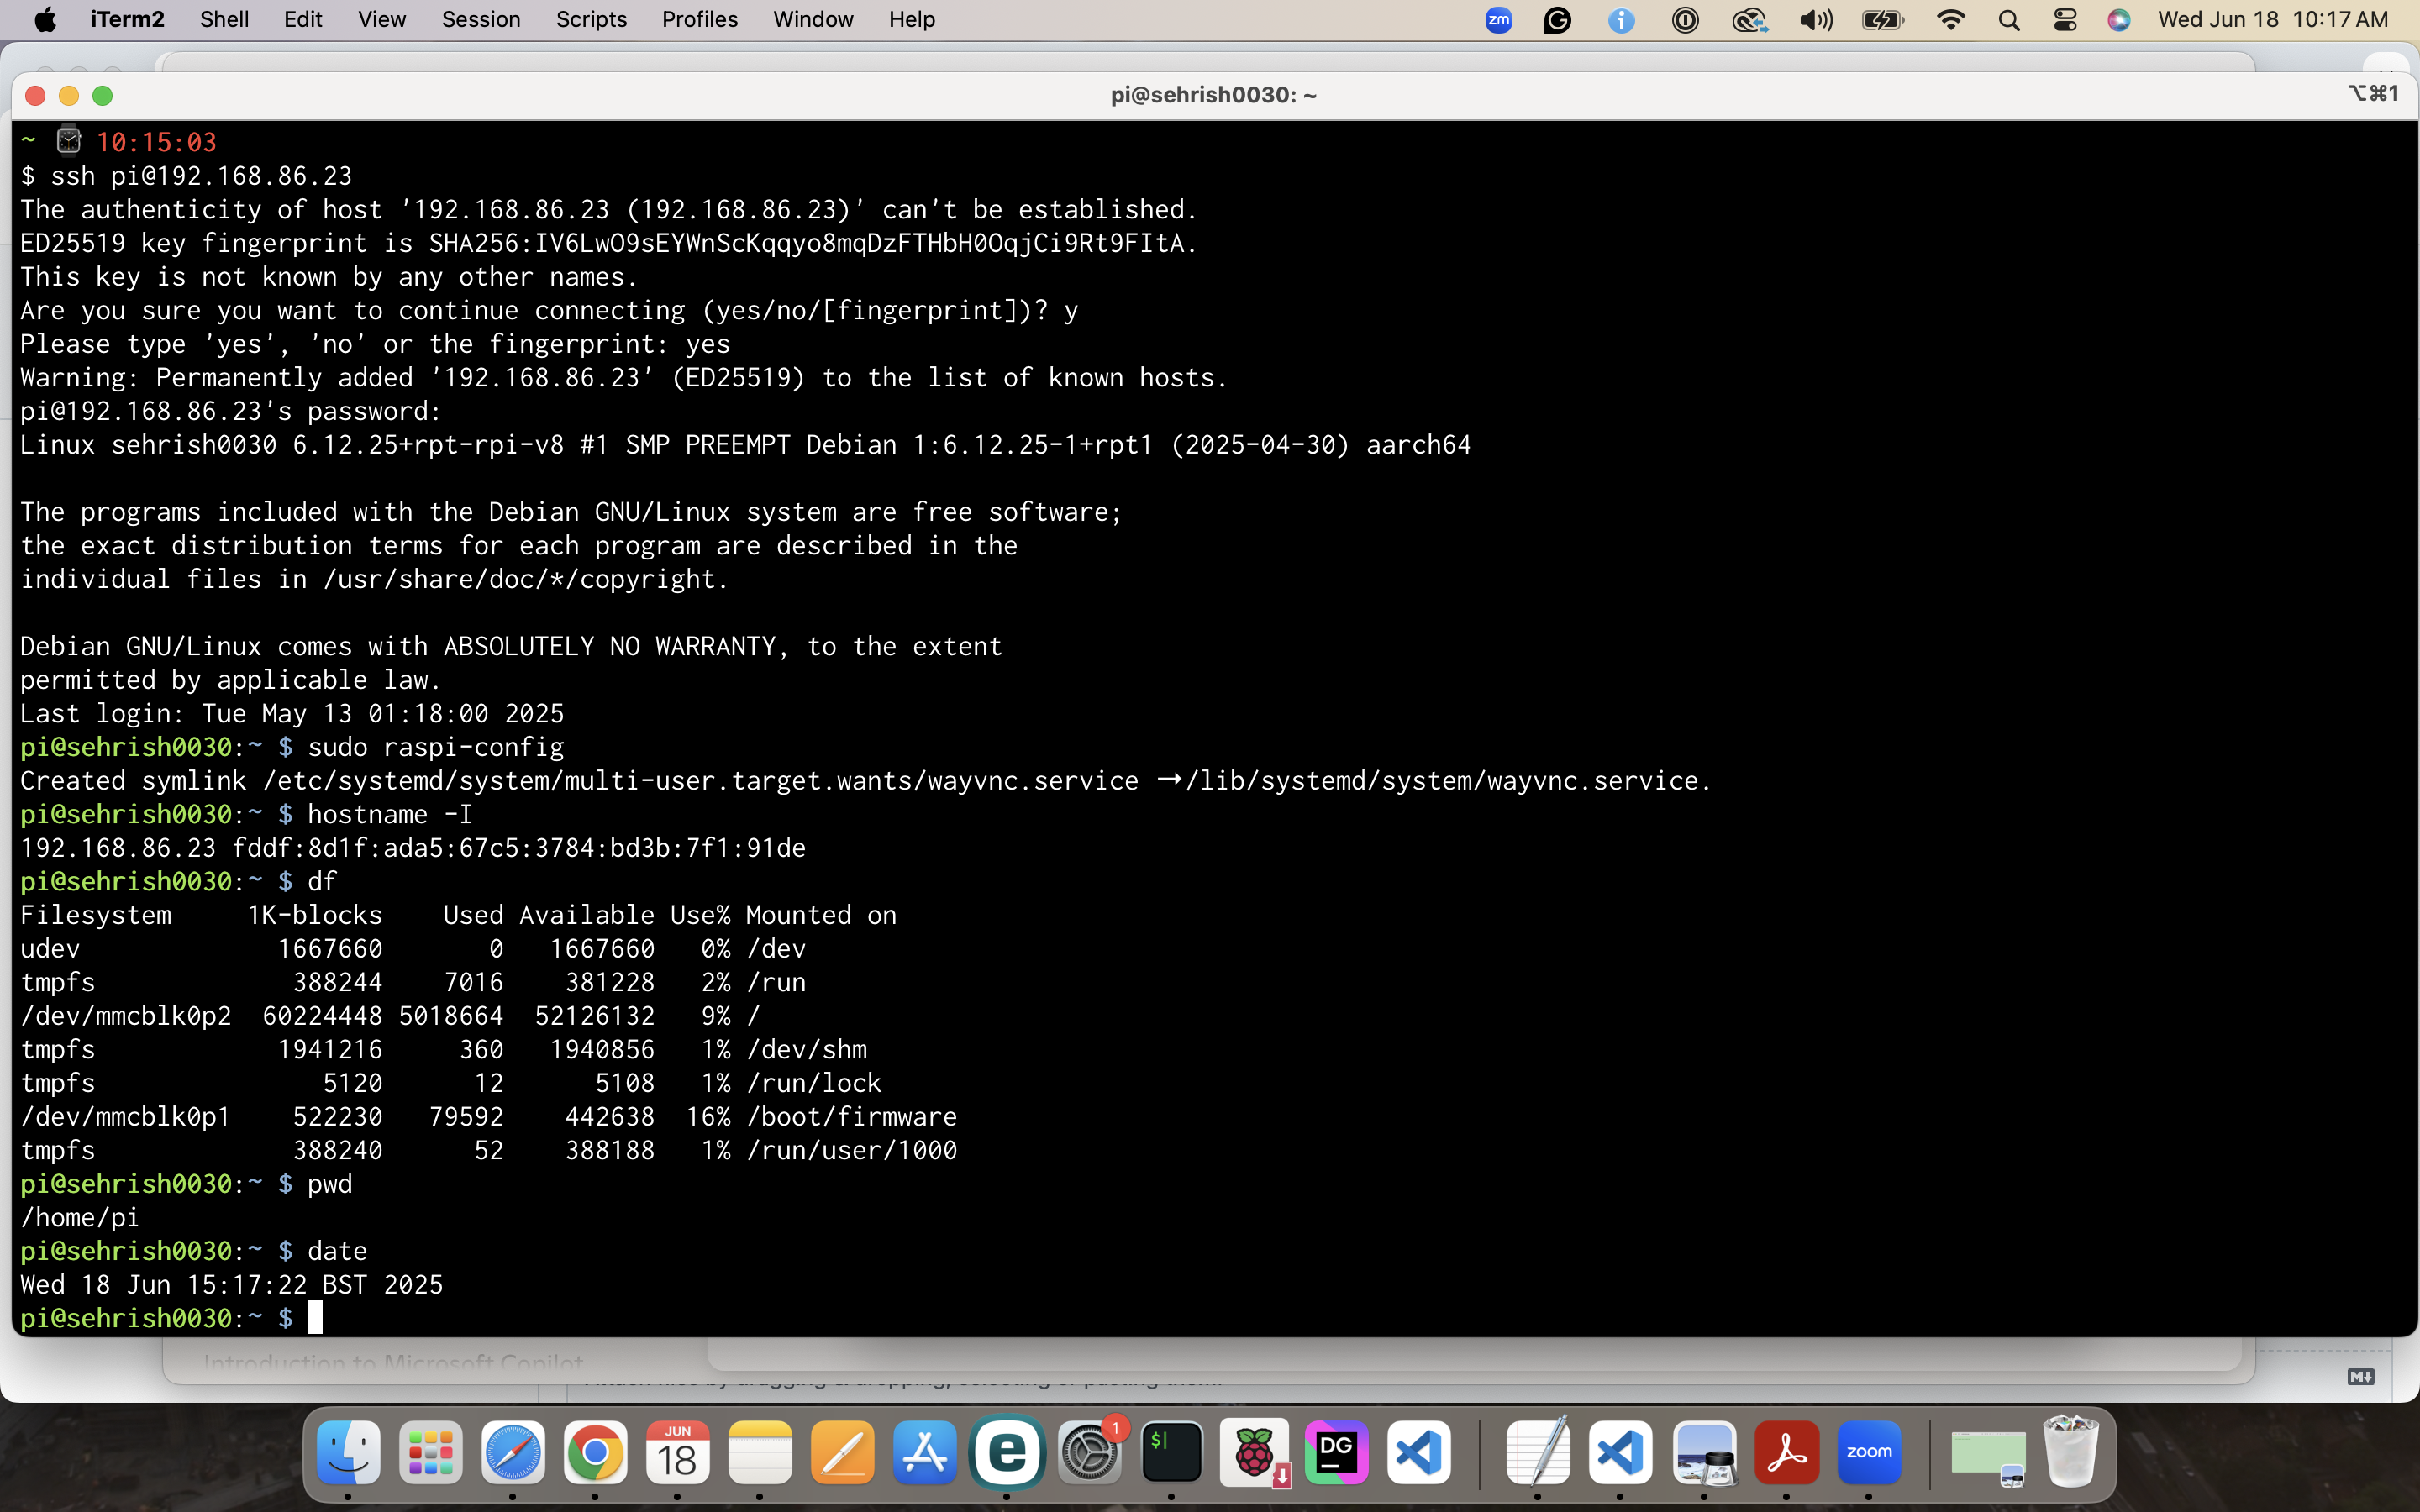 iTerm2 Shell Edit View Session Scripts Profiles Window Help zm Wed Jun 18 10:17 AM
pi@sehrish0030: ~ ⌥⌘1
~ ⌚ 10:15:03
$ ssh pi@192.168.86.23
The authenticity of host '192.168.86.23 (192.168.86.23)' can't be established.
ED25519 key fingerprint is SHA256:IV6LwO9sEYWnScKqqyo8mqDzFTHbH0OqjCi9Rt9FItA.
This key is not known by any other names.
Are you sure you want to continue connecting (yes/no/[fingerprint])? y
Please type 'yes', 'no' or the fingerprint: yes
Warning: Permanently added '192.168.86.23' (ED25519) to the list of known hosts.
pi@192.168.86.23's password:
Linux sehrish0030 6.12.25+rpt-rpi-v8 #1 SMP PREEMPT Debian 1:6.12.25-1+rpt1 (2025-04-30) aarch64
The programs included with the Debian GNU/Linux system are free software;
the exact distribution terms for each program are described in the
individual files in /usr/share/doc/*/copyright.
Debian GNU/Linux comes with ABSOLUTELY NO WARRANTY, to the extent
permitted by applicable law.
Last login: Tue May 13 01:18:00 2025
pi@sehrish0030:~ $ sudo raspi-config
Created symlink /etc/systemd/system/multi-user.target.wants/wayvnc.service → /lib/systemd/system/wayvnc.service.
pi@sehrish0030:~ $ hostname -I
192.168.86.23 fddf:8d1f:ada5:67c5:3784:bd3b:7f1:91de
pi@sehrish0030:~ $ df
Filesystem 1K-blocks Used Available Use% Mounted on
udev 1667660 0 1667660 0% /dev
tmpfs 388244 7016 381228 2% /run
/dev/mmcblk0p2 60224448 5018664 52126132 9% /
tmpfs 1941216 360 1940856 1% /dev/shm
tmpfs 5120 12 5108 1% /run/lock
/dev/mmcblk0p1 522230 79592 442638 16% /boot/firmware
tmpfs 388240 52 388188 1% /run/user/1000
pi@sehrish0030:~ $ pwd
/home/pi
pi@sehrish0030:~ $ date
Wed 18 Jun 15:17:22 BST 2025
pi@sehrish0030:~ $
Introduction to Microsoft Copilot
M↓
JUN
18
e
1
$
DG
zoom